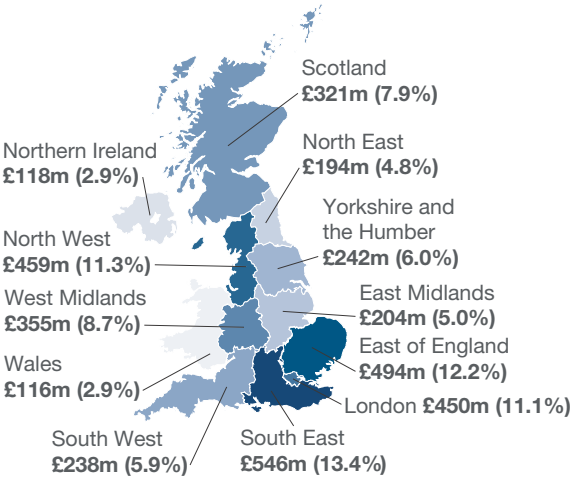 Scotland
£321m (7.9%)
North East
£194m (4.8%)
Northern Ireland
£118m (2.9%)
Yorkshire and
the Humber
£242m (6.0%)
North West
£459m (11.3%)
East Midlands
£204m (5.0%)
West Midlands
£355m (8.7%)
East of England
£494m (12.2%)
Wales
£116m (2.9%)
London £450m (11.1%)
South West
£238m (5.9%)
South East
£546m (13.4%)